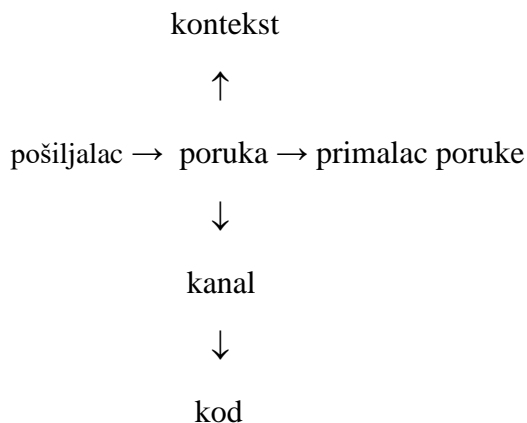 kontekst
↑
pošiljalac → poruka → primalac poruke
↓
kanal
↓
kod